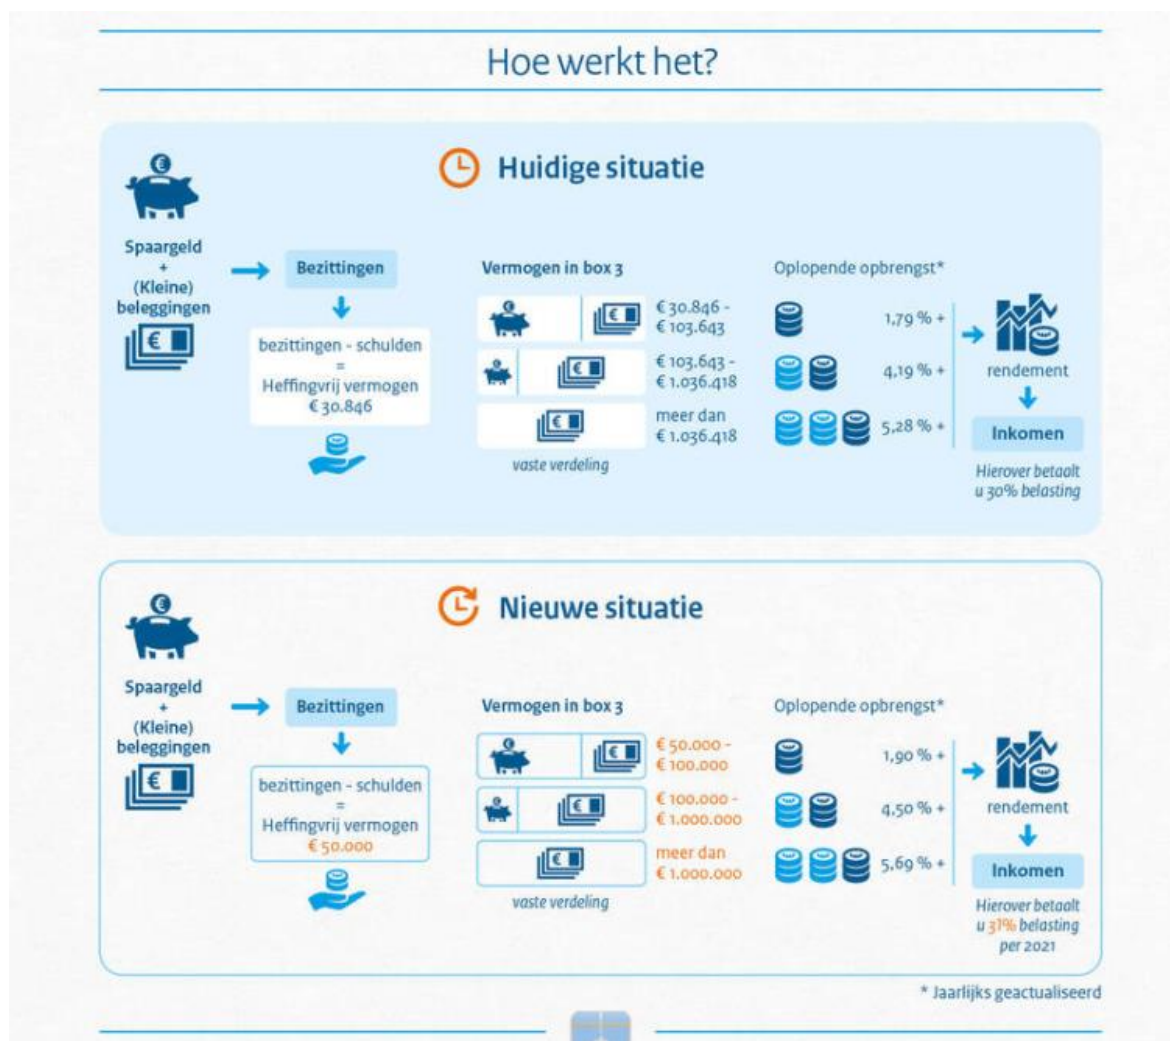 Hoe werkt het?
Huidige situatie
Spaargeld
+
(Kleine)
beleggingen
Bezittingen
bezittingen - schulden
=
Heffingvrij vermogen
€ 30.846
Vermogen in box 3
€ 30.846 -
€ 103.643
€ 103.643 -
€ 1.036.418
meer dan
€ 1.036.418
vaste verdeling
Oplopende opbrengst*
1,79 % +
4,19 % +
5,28 % +
rendement
Inkomen
Hierover betaalt
u 30% belasting
Nieuwe situatie
Spaargeld
+
(Kleine)
beleggingen
Bezittingen
bezittingen - schulden
=
Heffingvrij vermogen
€ 50.000
Vermogen in box 3
€ 50.000 -
€ 100.000
€ 100.000 -
€ 1.000.000
meer dan
€ 1.000.000
vaste verdeling
Oplopende opbrengst*
1,90 % +
4,50 % +
5,69 % +
rendement
Inkomen
Hierover betaalt
u 31% belasting
per 2021
* Jaarlijks geactualiseerd